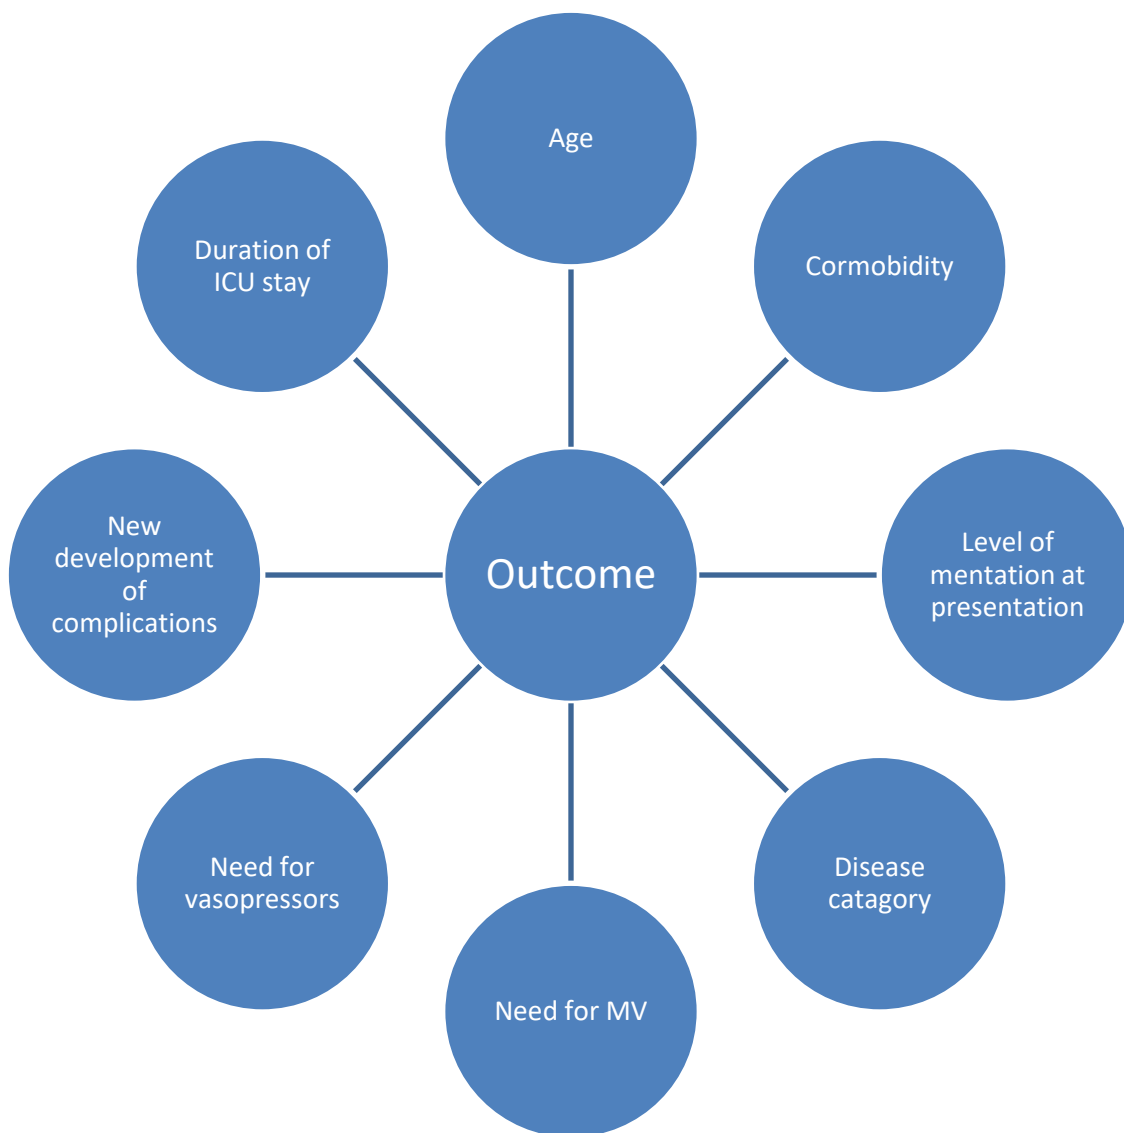 Age
Cormobidity
Level of
mentation at
presentation
Disease
catagory
Need for MV
Need for
vasopressors
New
development
of
complications
Duration of
ICU stay
Outcome